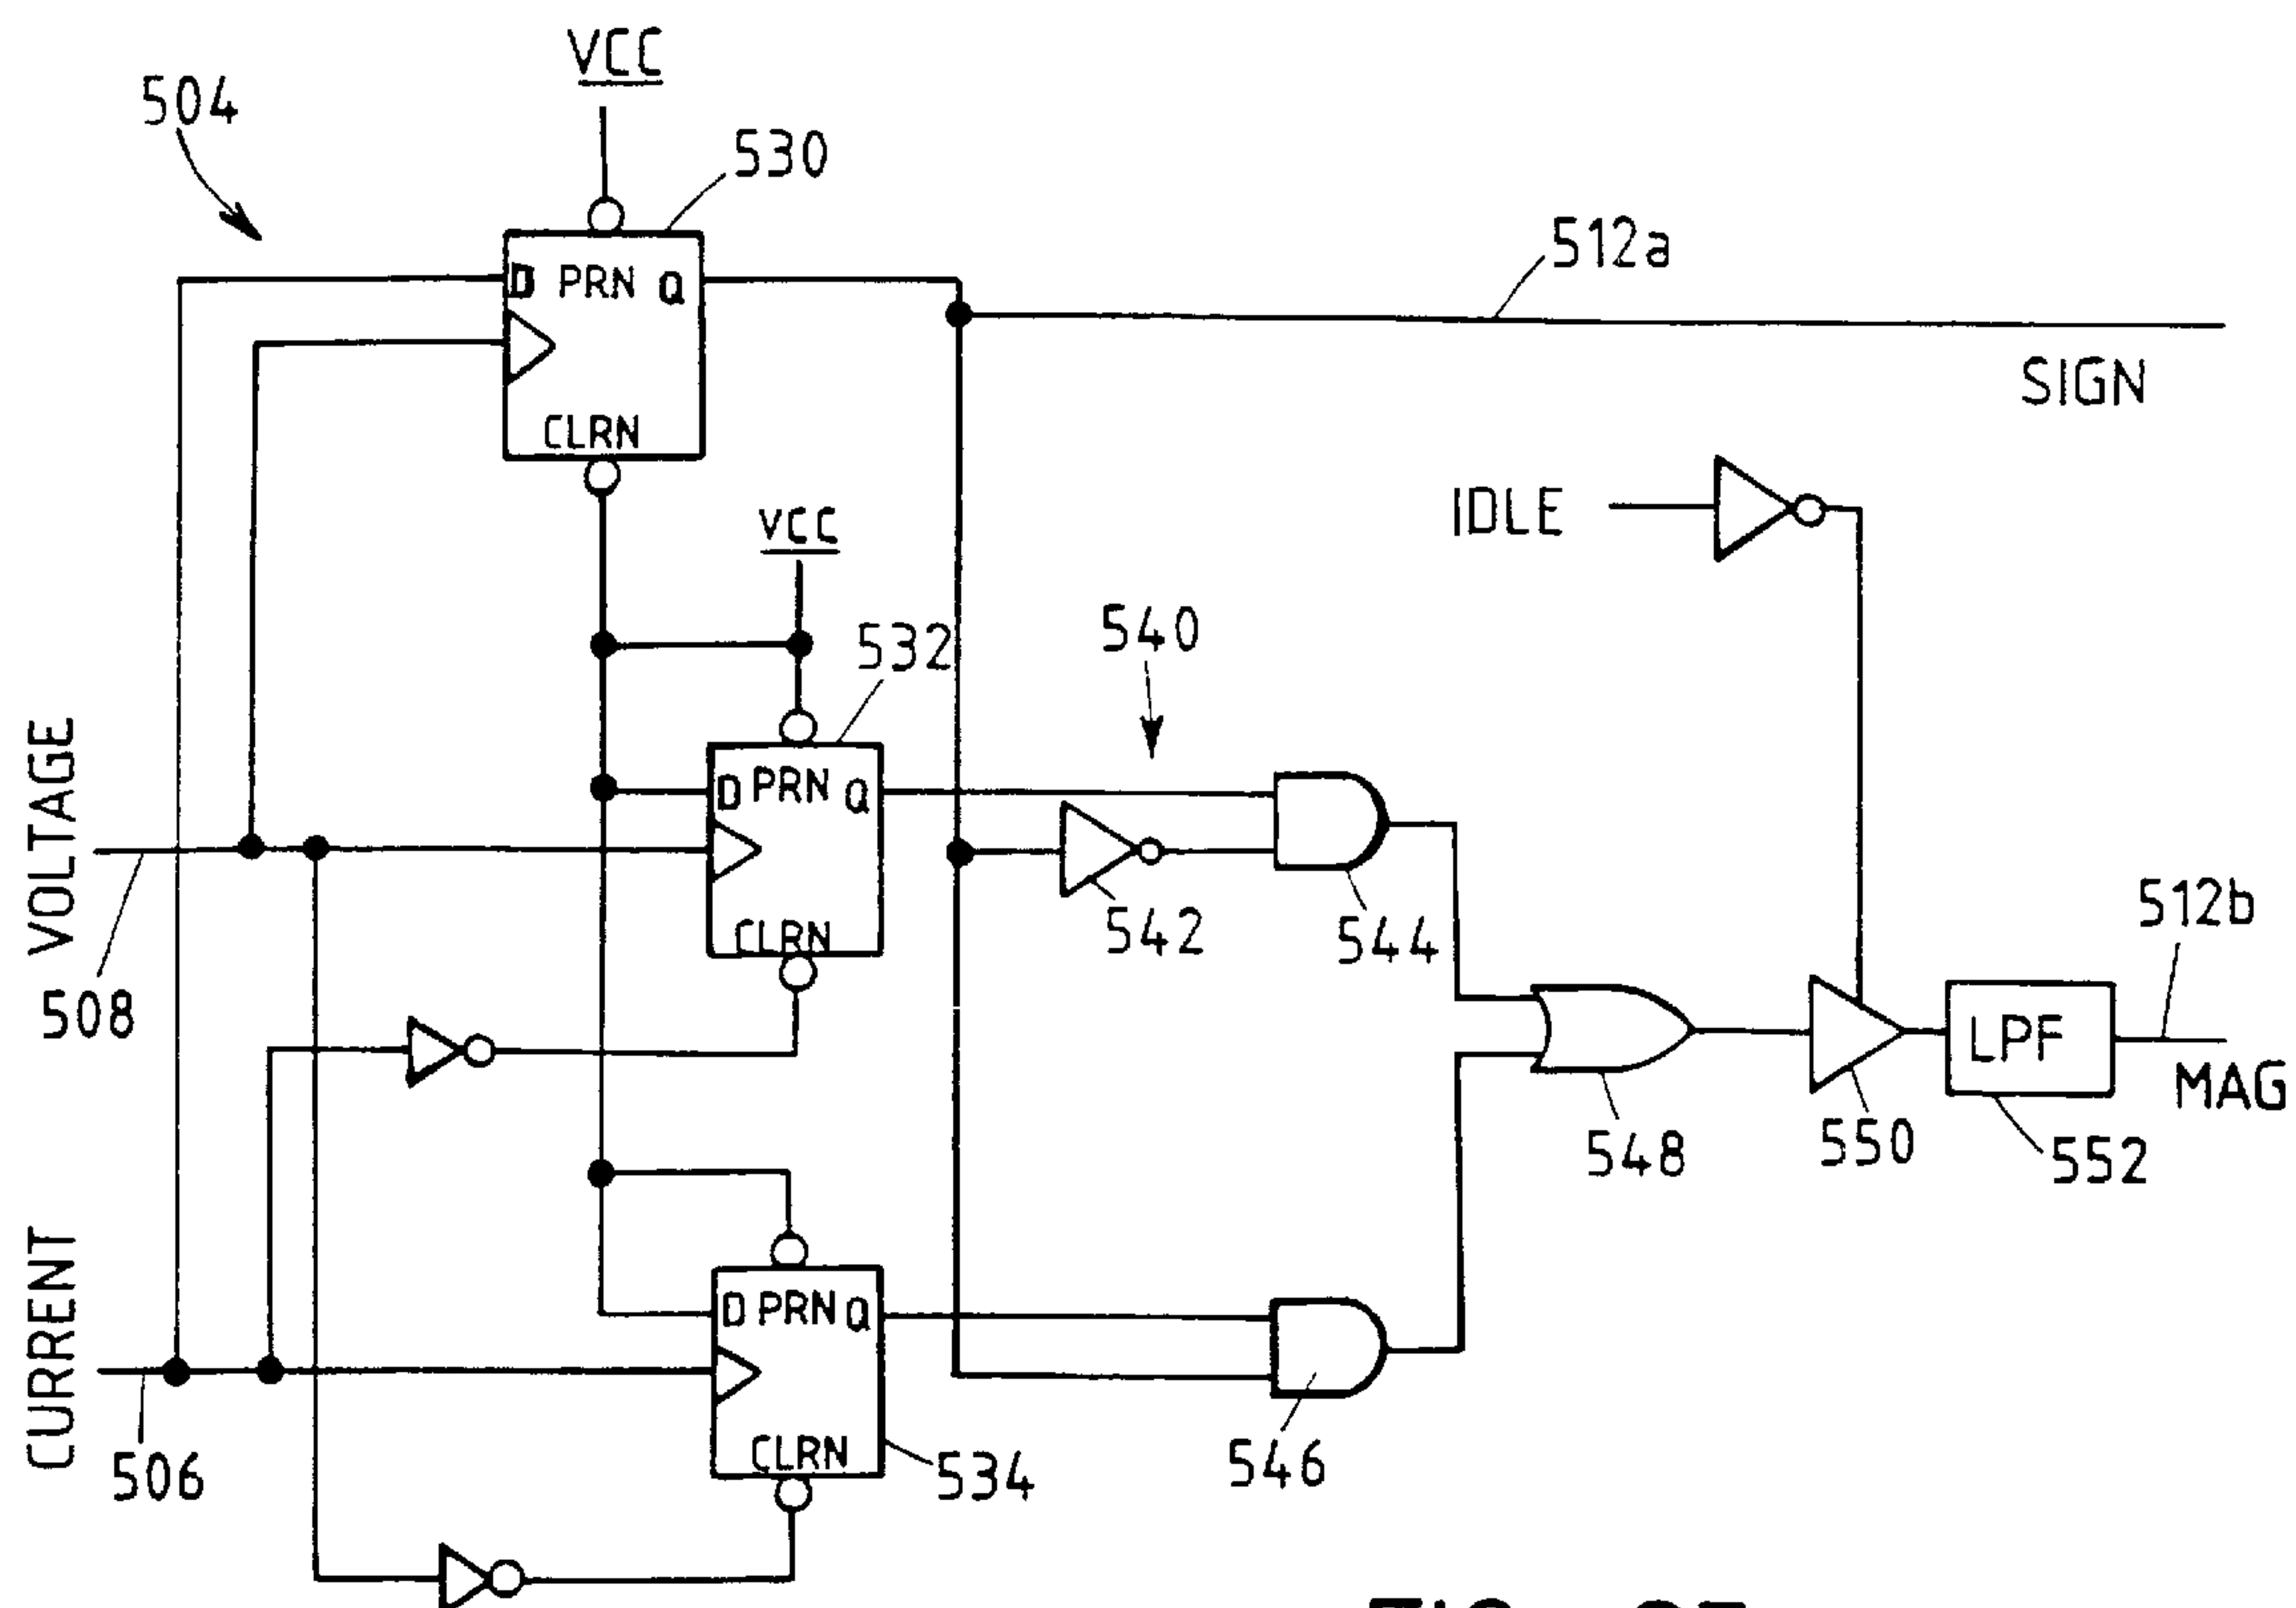 VCC
504
530
512a
D PRN Q
SIGN
CLRN
IDLE
VCC
532
540
VOLTAGE
D PRN Q
CLRN
542
544
512b
508
LPF
MAG
548
550
552
CURRENT
D PRN Q
CLRN
506
534
546